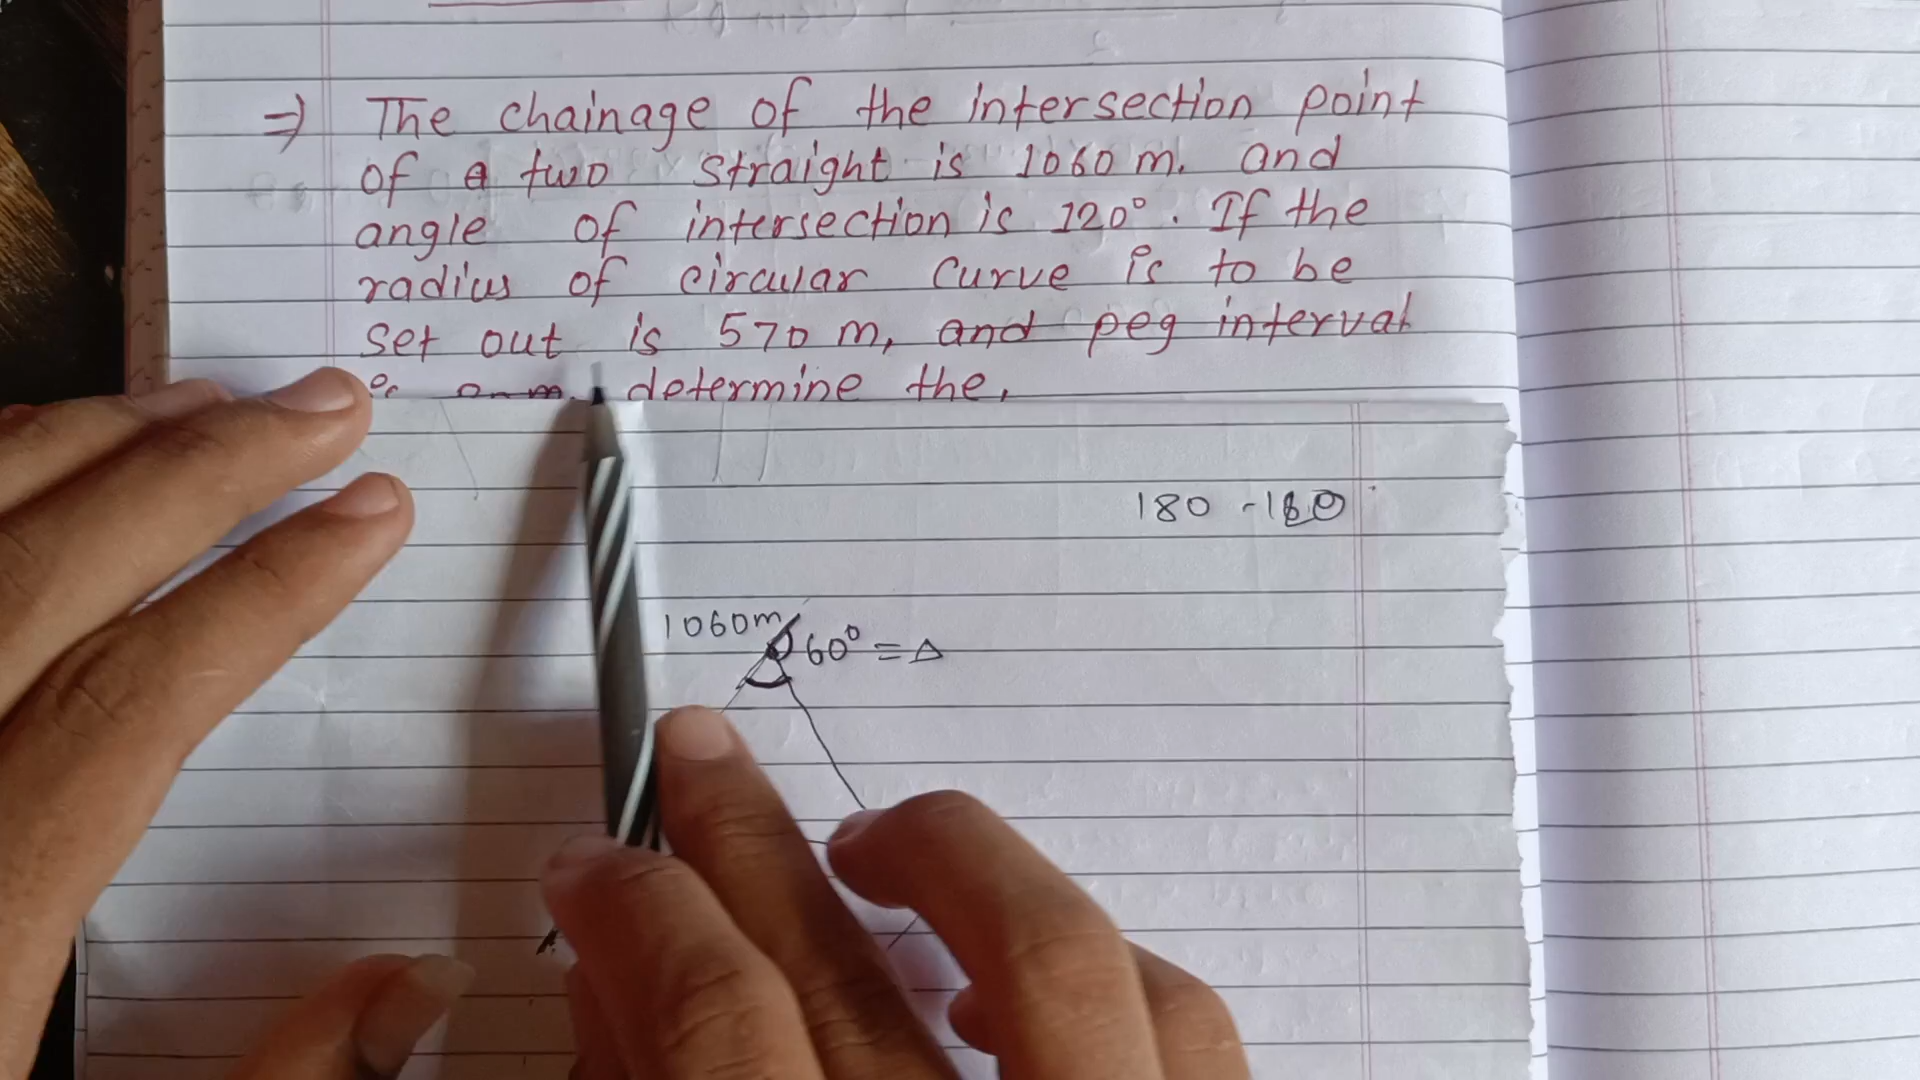 ⇒ The chainage of the intersection point
of a two straight is 1060 m. and
angle of intersection is 120°. If the
radius of circular curve is to be
set out is 570 m, and peg interval
determine the,
180 -
1060m
60° = Δ